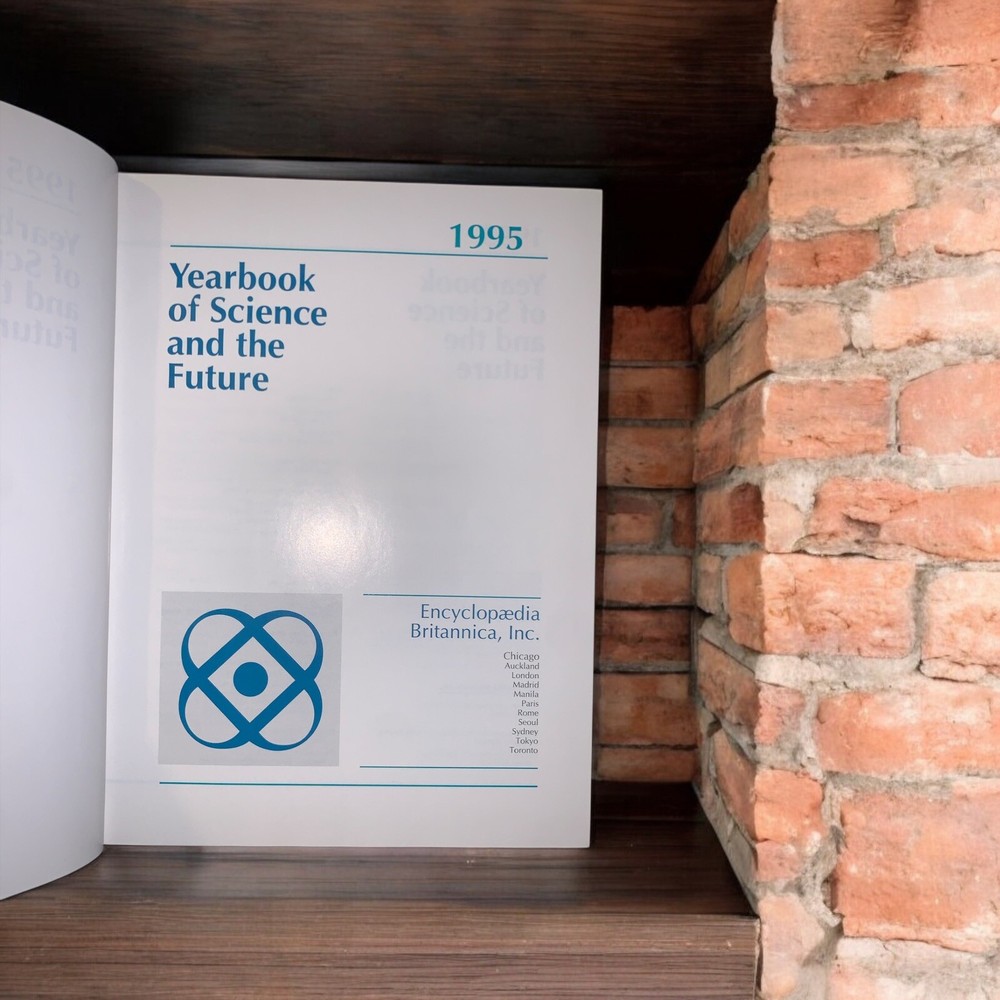 1995
Yearbook
of Science
and the
Future
Encyclopædia
Britannica, Inc.
Chicago
Auckland
London
Madrid
Manila
Paris
Rome
Seoul
Sydney
Tokyo
Toronto